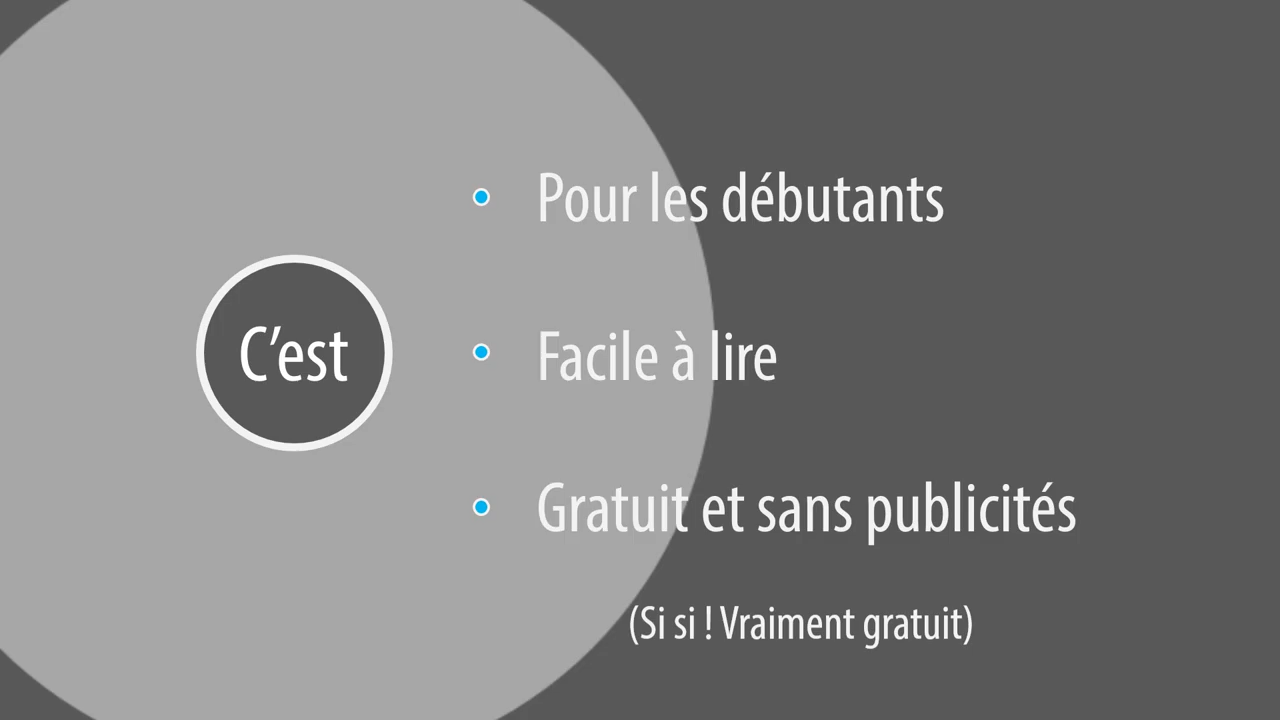 C’est
Pour les débutants
Facile à lire
Gratuit et sans publicités
(Si si ! Vraiment gratuit)